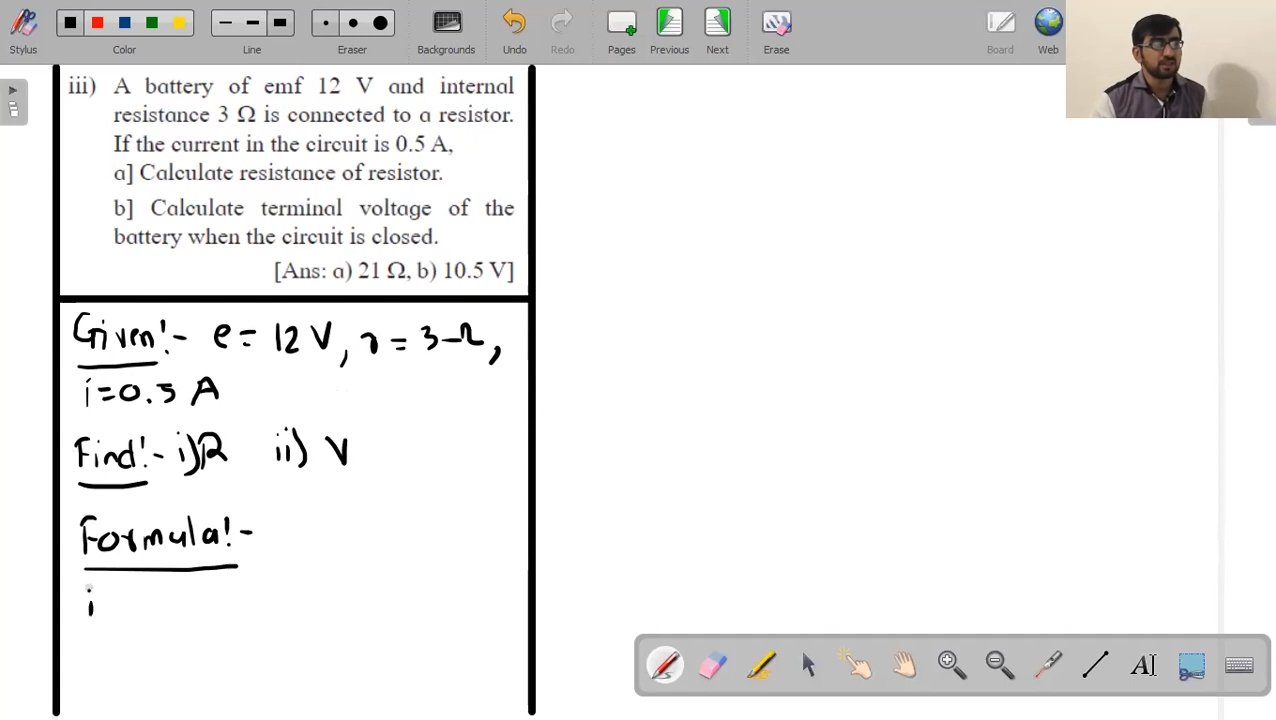 Stylus Color Line Eraser Backgrounds Undo Redo Pages Previous Next Erase Board Web
iii) A battery of emf 12 V and internal
resistance 3 Ω is connected to a resistor.
If the current in the circuit is 0.5 A,
a] Calculate resistance of resistor.
b] Calculate terminal voltage of the
battery when the circuit is closed.
[Ans: a) 21 Ω, b) 10.5 V]
Given:- e = 12 V, r = 3 Ω,
i = 0.5 A
Find:- i) R ii) V
Formula:-
i